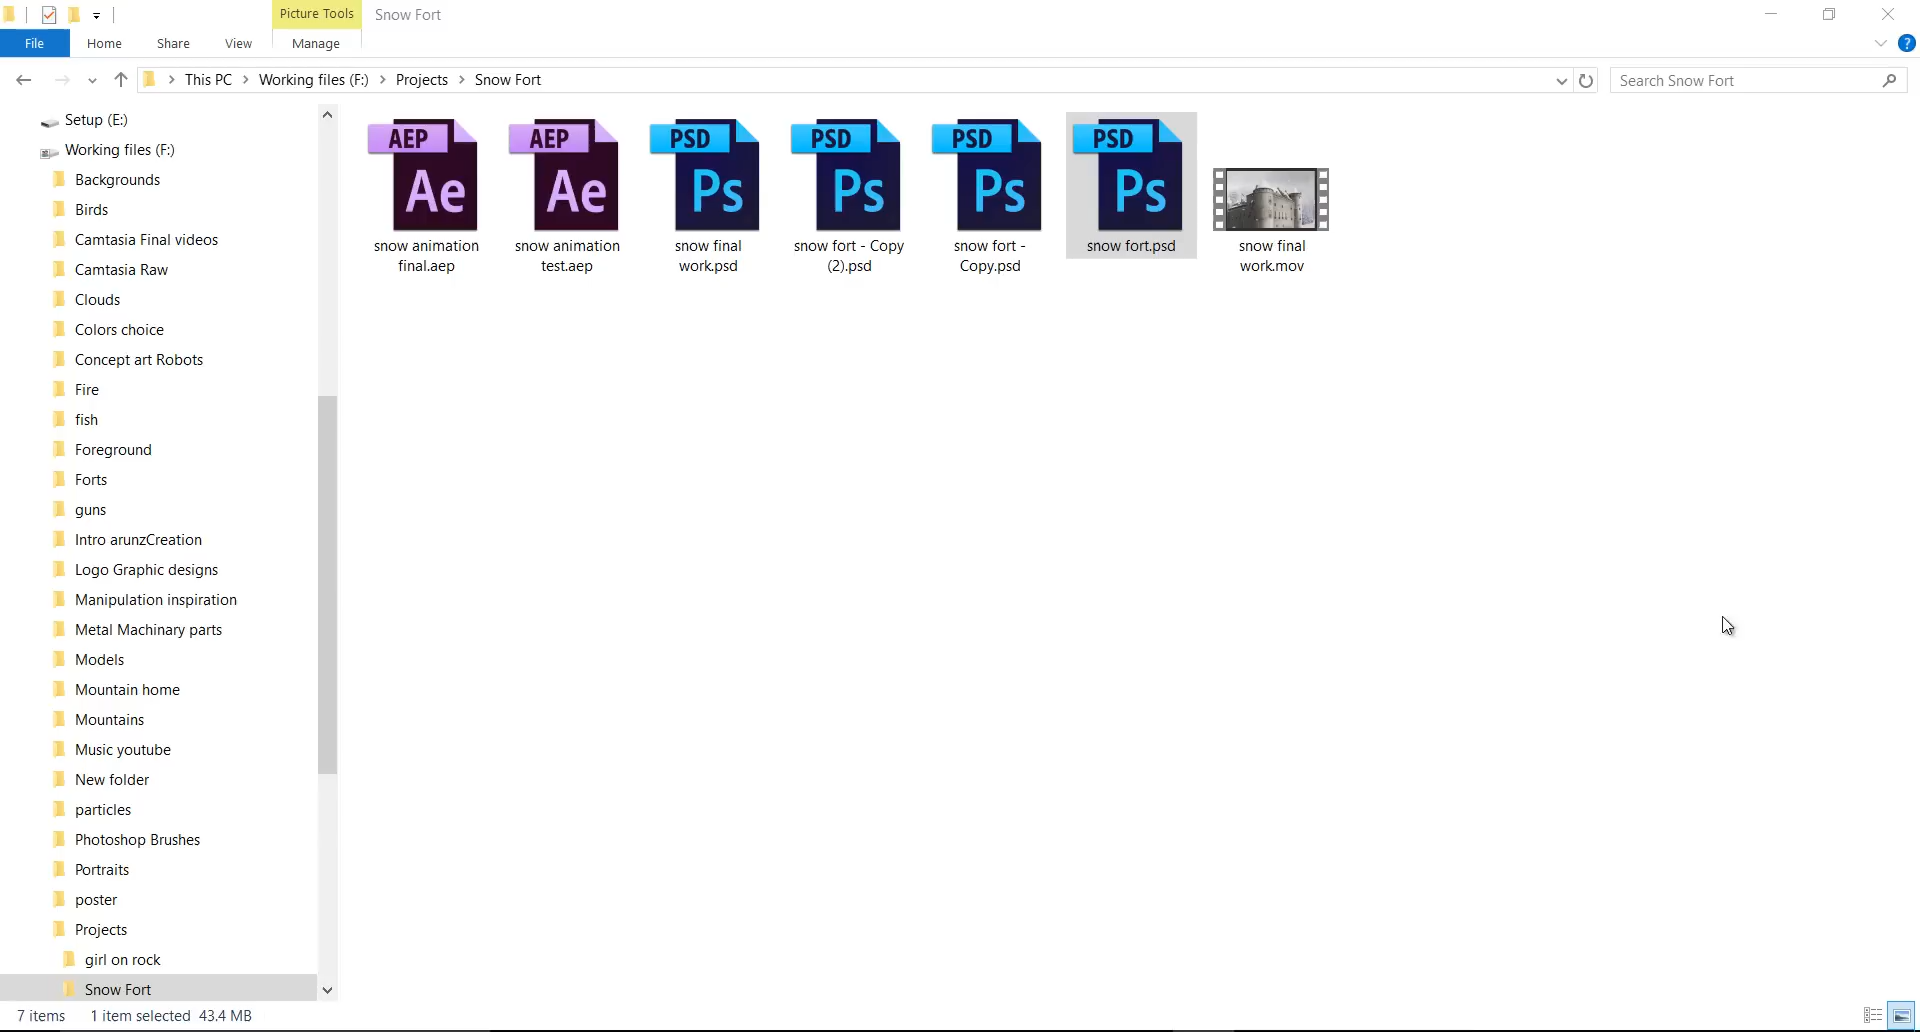 Picture Tools
Snow Fort
File
Home
Share
View
Manage
?
This PC
Working files (F:)
Projects
Snow Fort
Search Snow Fort
Setup (E:)
Working files (F:)
Backgrounds
Birds
Camtasia Final videos
Camtasia Raw
Clouds
Colors choice
Concept art Robots
Fire
fish
Foreground
Forts
guns
Intro arunzCreation
Logo Graphic designs
Manipulation inspiration
Metal Machinary parts
Models
Mountain home
Mountains
Music youtube
New folder
particles
Photoshop Brushes
Portraits
poster
Projects
girl on rock
Snow Fort
AEP
Ae
snow animation
final.aep
AEP
Ae
snow animation
test.aep
PSD
Ps
snow final
work.psd
PSD
Ps
snow fort - Copy
(2).psd
PSD
Ps
snow fort -
Copy.psd
PSD
Ps
snow fort.psd
snow final
work.mov
7 items
1 item selected 43.4 MB